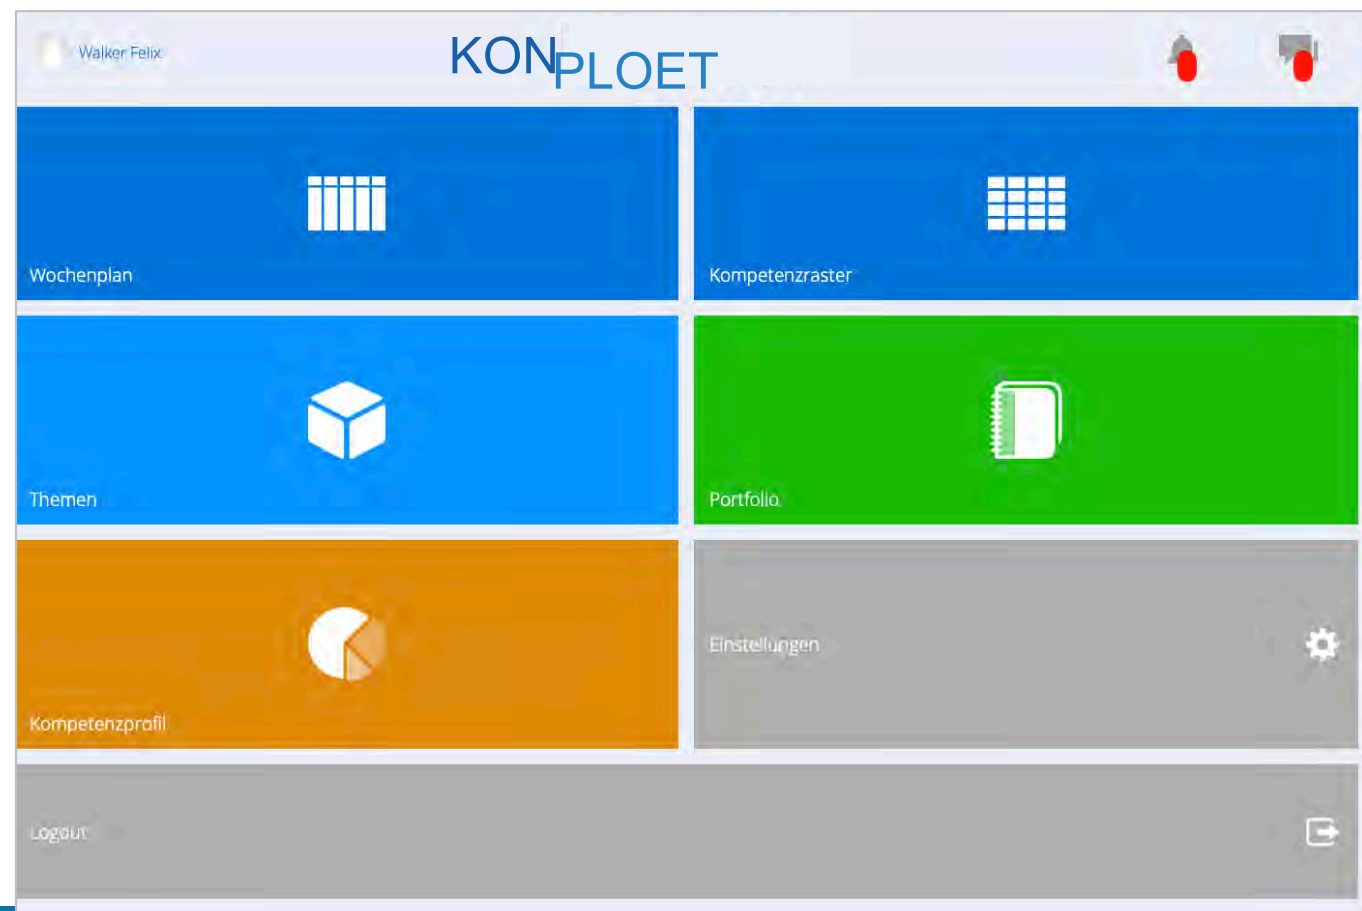 Walker Felix
KONPLOET
Wochenplan
Kompetenzraster
Themen
Portfolio
Kompetenzprofil
Einstellungen
Logout